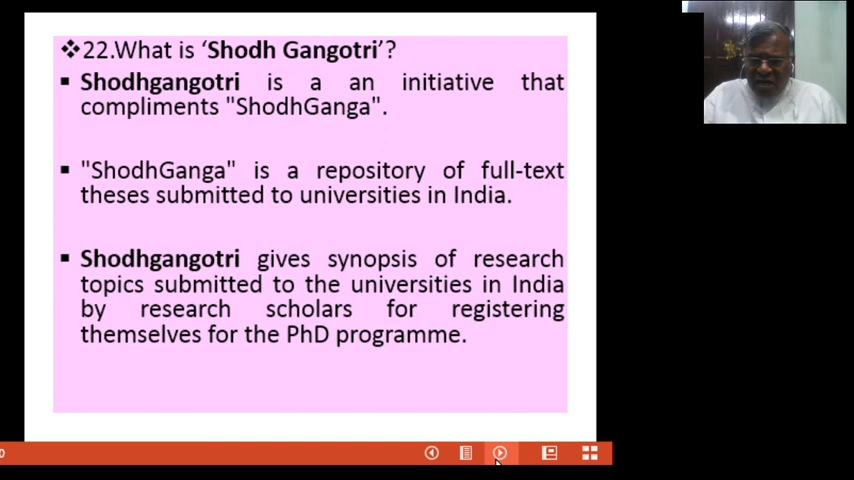 ❖22.What is ‘Shodh Gangotri’?
▪ Shodhgangotri is a an initiative that
compliments "ShodhGanga".
▪ "ShodhGanga" is a repository of full-text
theses submitted to universities in India.
▪ Shodhgangotri gives synopsis of research
topics submitted to the universities in India
by research scholars for registering
themselves for the PhD programme.
0